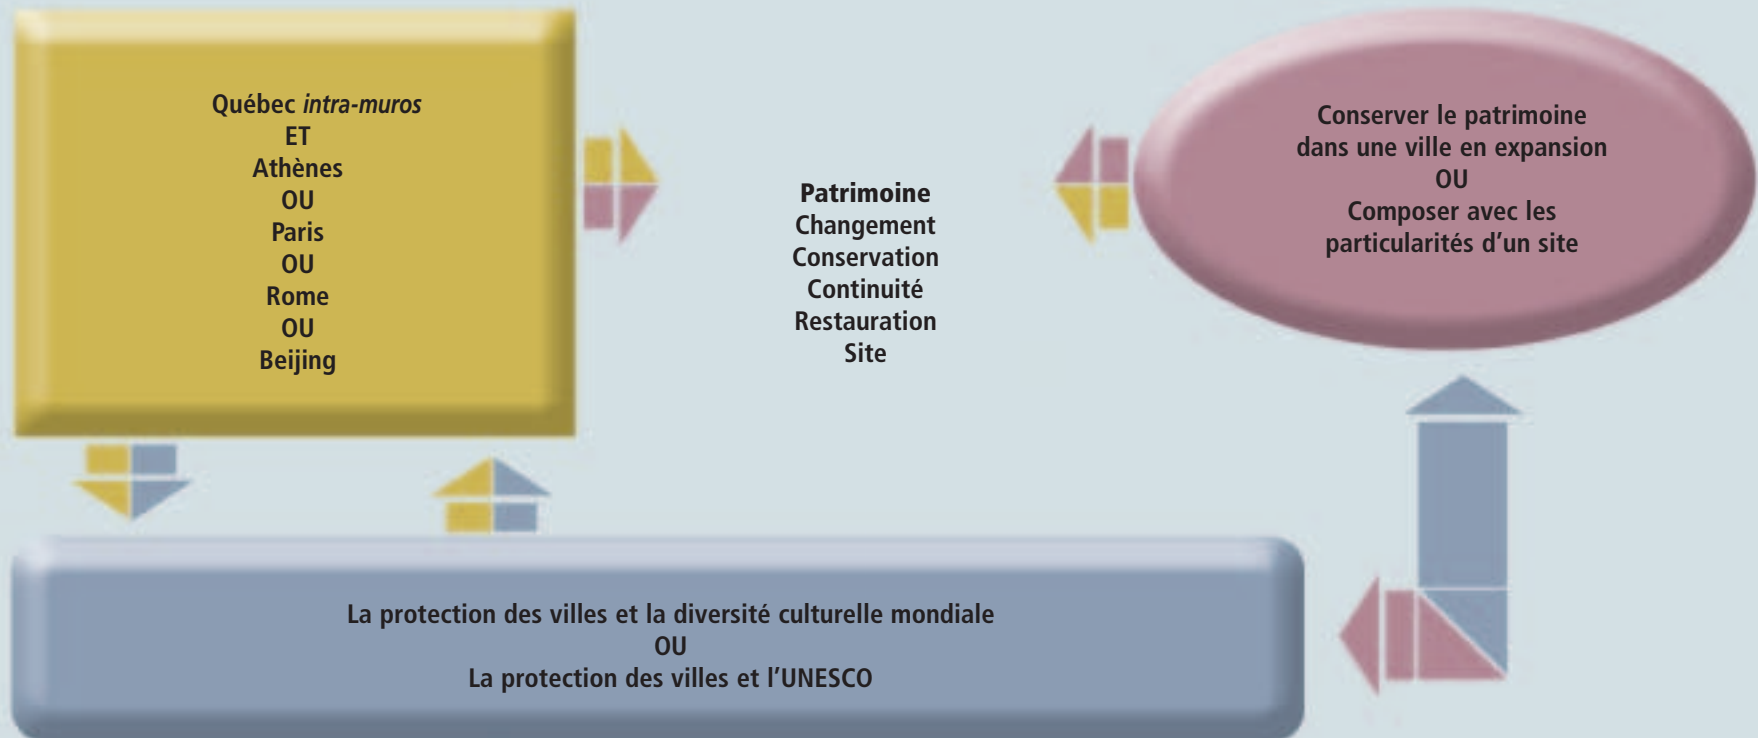 Québec intra-muros
ET
Athènes
OU
Paris
OU
Rome
OU
Beijing
Patrimoine
Changement
Conservation
Continuité
Restauration
Site
Conserver le patrimoine
dans une ville en expansion
OU
Composer avec les
particularités d’un site
La protection des villes et la diversité culturelle mondiale
OU
La protection des villes et l’UNESCO